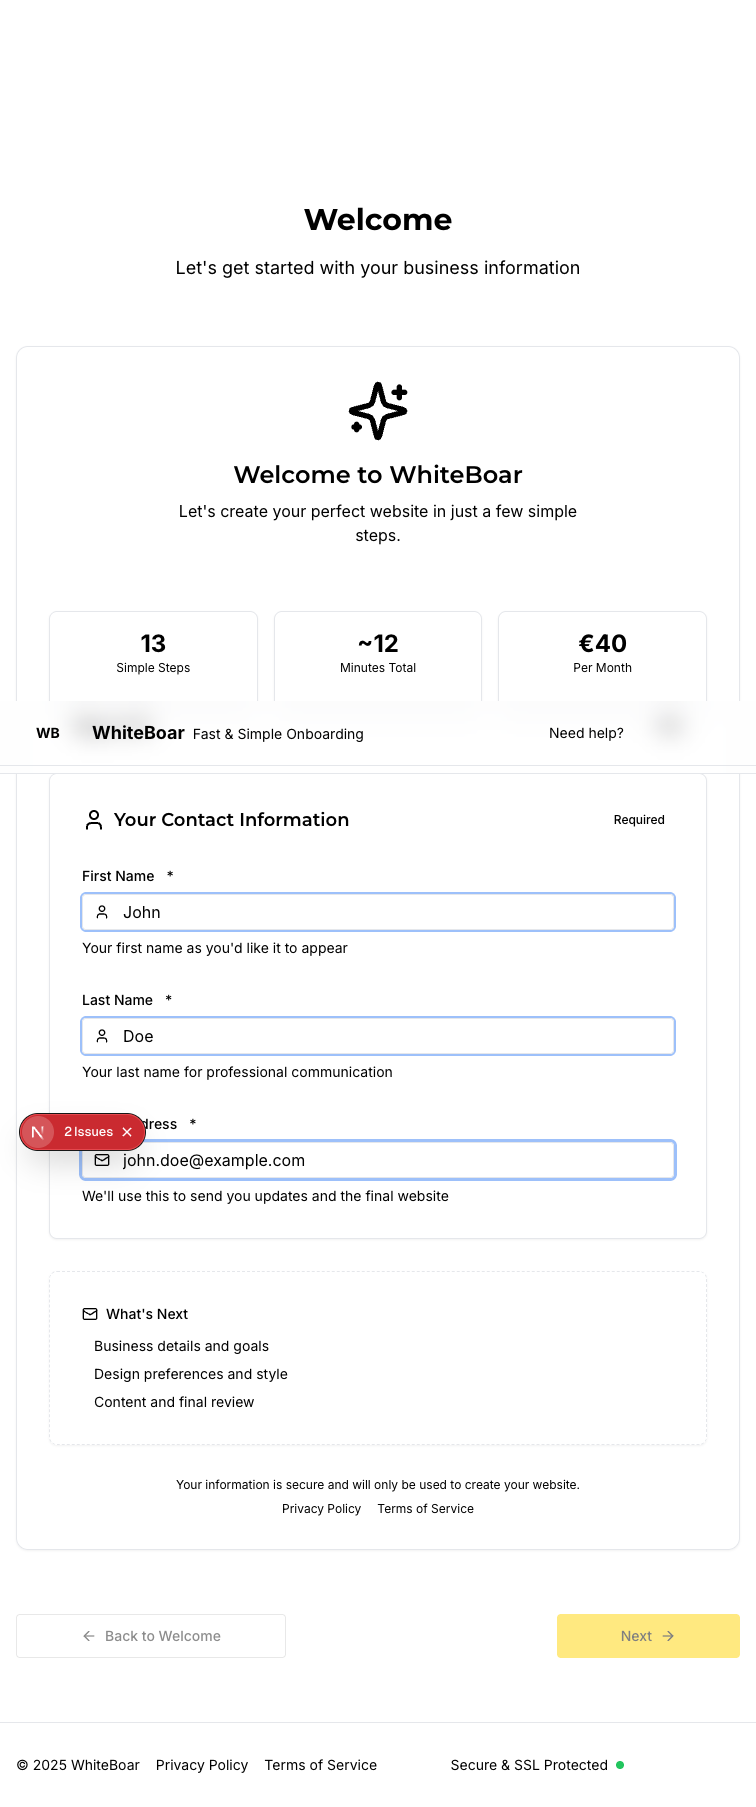 Welcome
Let's get started with your business information
Welcome to WhiteBoar
Let's create your perfect website in just a few simple
steps.
13
Simple Steps
~12
Minutes Total
€40
Per Month
WB WhiteBoar Fast & Simple Onboarding Need help?
Your Contact Information Required
First Name *
John
Your first name as you'd like it to appear
Last Name *
Doe
Your last name for professional communication
dress *
2 Issues
john.doe@example.com
We'll use this to send you updates and the final website
What's Next
Business details and goals
Design preferences and style
Content and final review
Your information is secure and will only be used to create your website.
Privacy Policy Terms of Service
Back to Welcome
Next
© 2025 WhiteBoar Privacy Policy Terms of Service Secure & SSL Protected